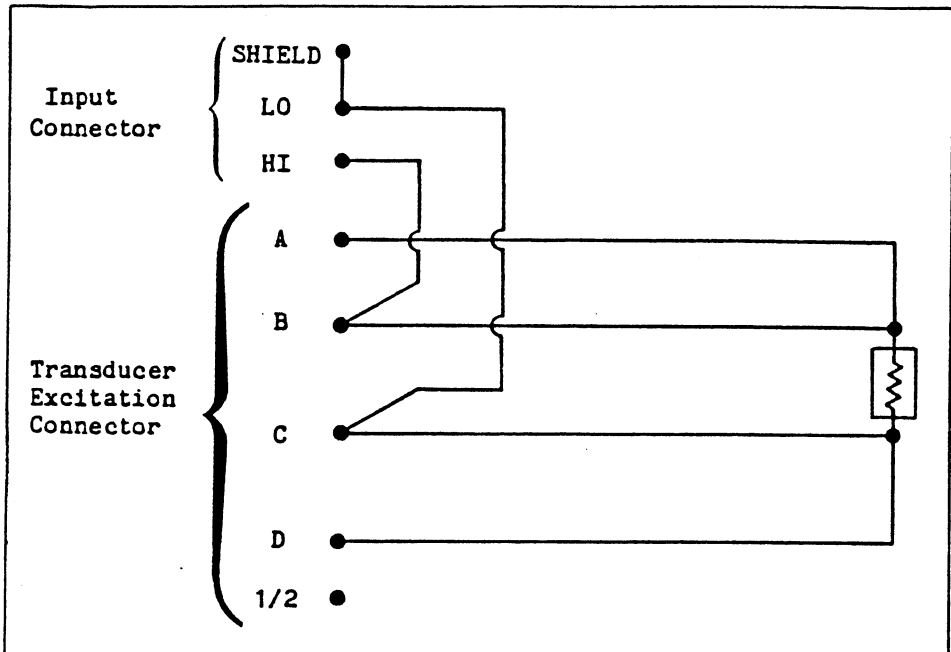 SHIELD
Input
Connector
LO
HI
A
B
Transducer
Excitation
Connector
C
D
1/2